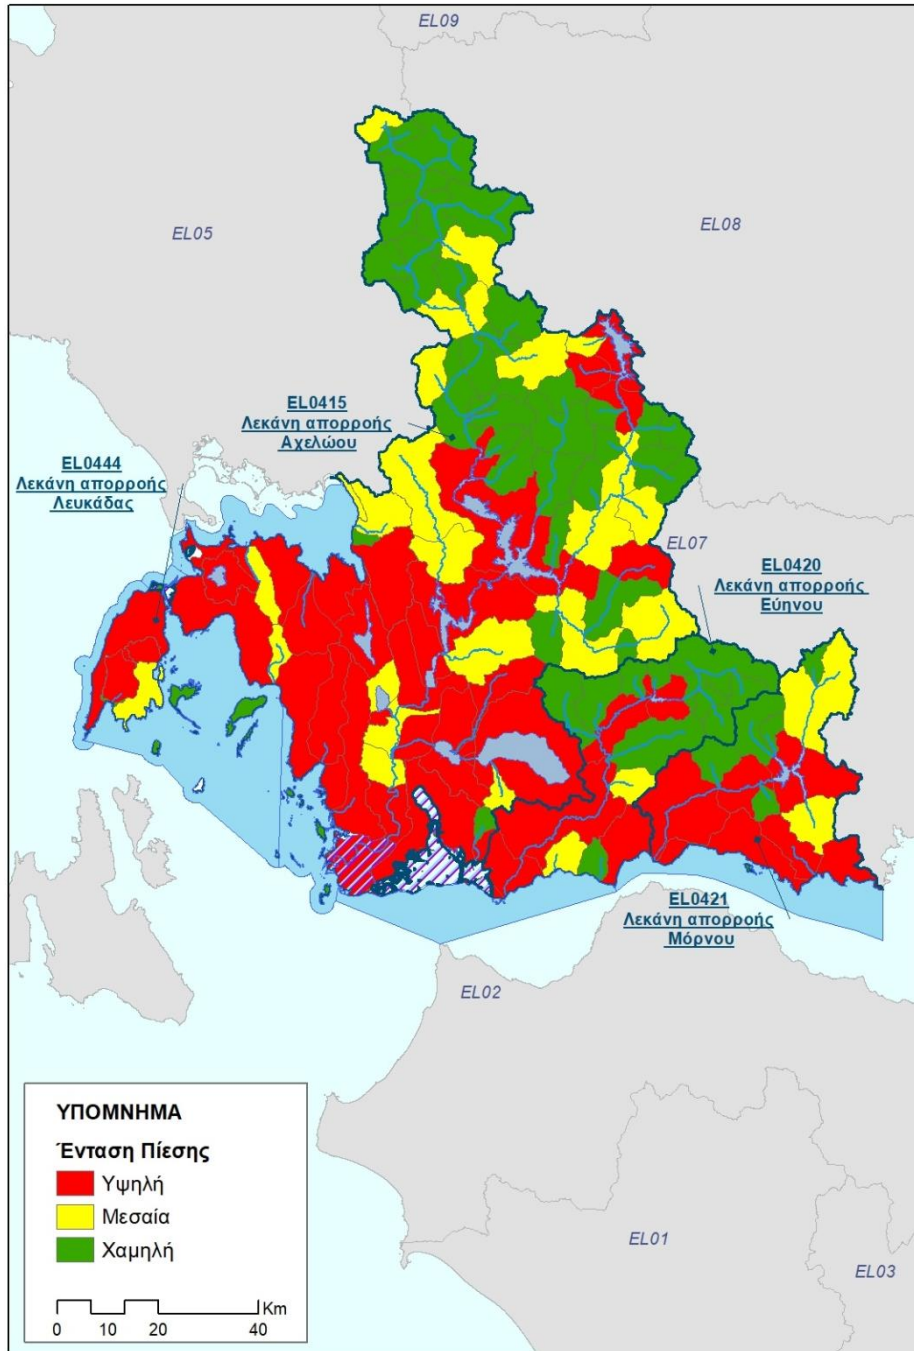 EL09
EL05
EL08
EL0415
Λεκάνη απορροής
Αχελώου
EL0444
Λεκάνη απορροής
Λευκάδας
EL07
EL0420
Λεκάνη απορροής
Εύηνου
EL0421
Λεκάνη απορροής
Μόρνου
EL02
EL01
EL03
ΥΠΟΜΝΗΜΑ
Ένταση Πίεσης
Υψηλή
Μεσαία
Χαμηλή
Km
0 10 20 40